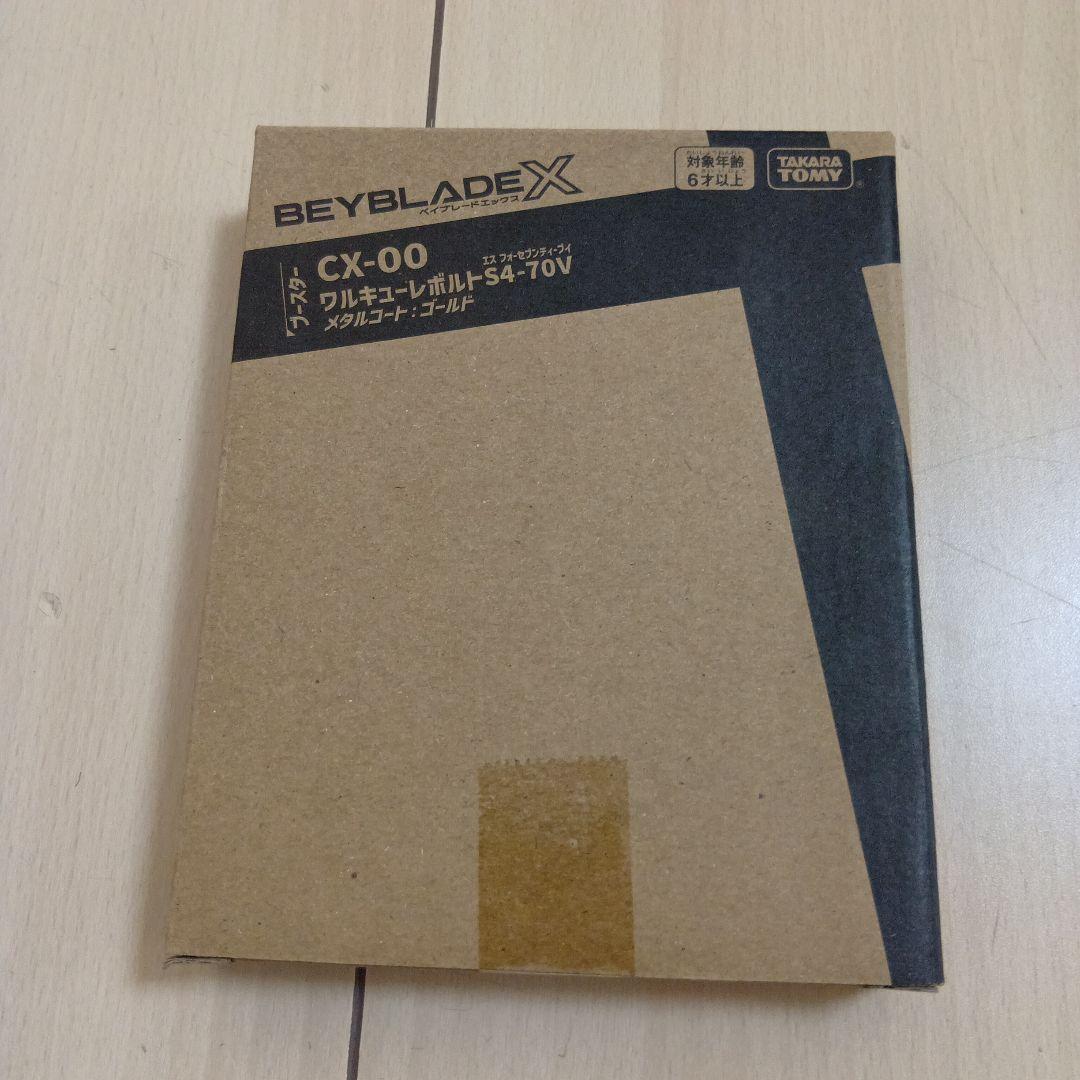 BEYBLADE X
ベイブレードエックス
対象年齢
6才以上
TAKARA
TOMY
ブースター
CX-00
エス フォーセブンティーブイ
ワルキューレボルトS4-70V
メタルコート:ゴールド